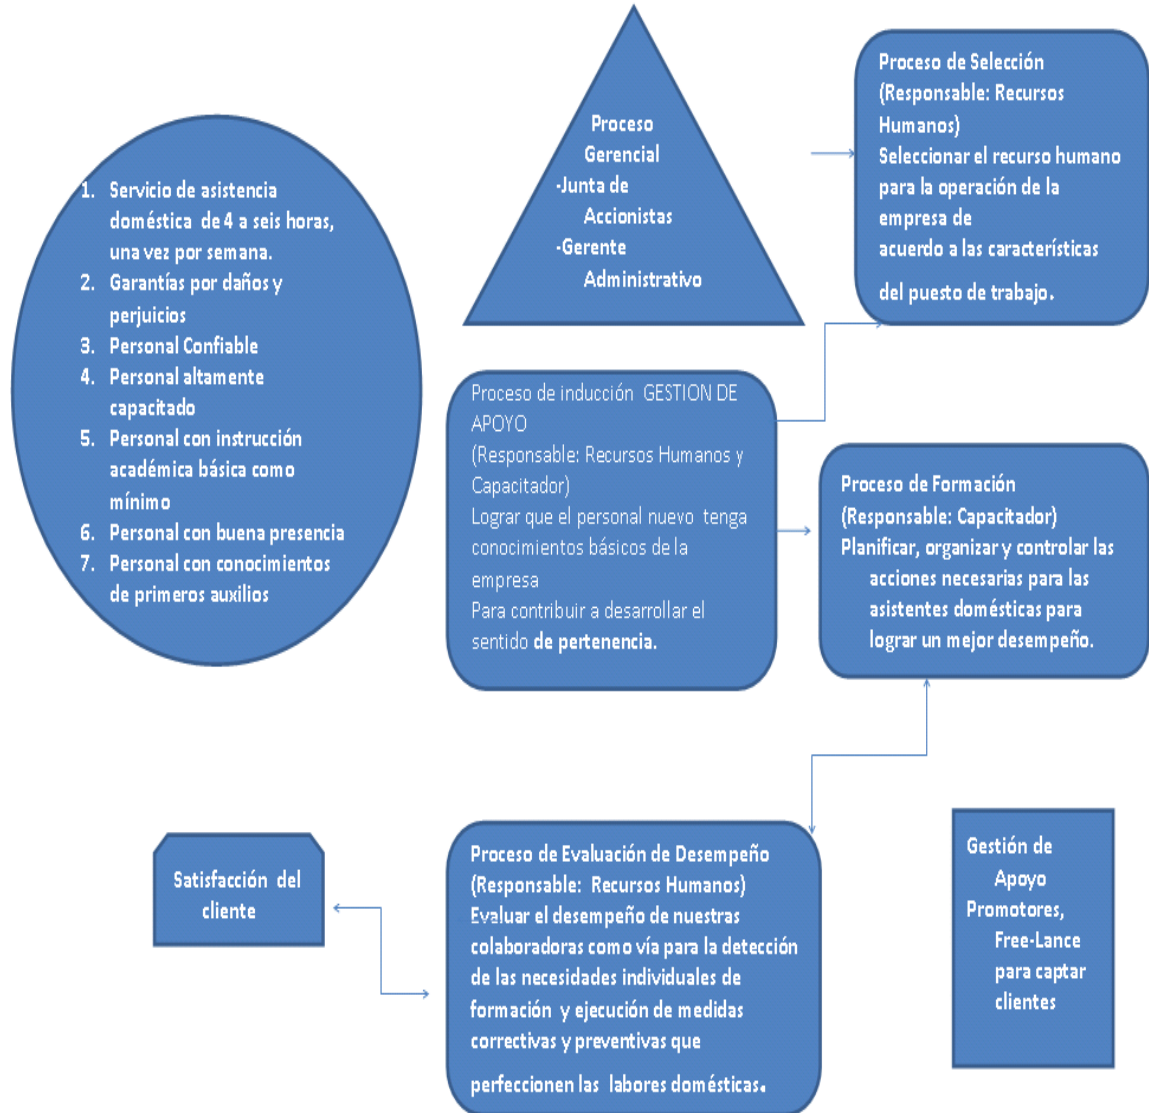 1. Servicio de asistencia
doméstica de 4 a seis horas,
una vez por semana.
2. Garantías por daños y
perjuicios
3. Personal Confiable
4. Personal altamente
capacitado
5. Personal con instrucción
académica básica como
mínimo
6. Personal con buena presencia
7. Personal con conocimientos
de primeros auxilios
Proceso
Gerencial
-Junta de
Accionistas
-Gerente
Administrativo
Proceso de Selección
(Responsable: Recursos
Humanos)
Seleccionar el recurso humano
para la operación de la
empresa de
acuerdo a las características
del puesto de trabajo.
Proceso de inducción GESTION DE
APOYO
(Responsable: Recursos Humanos y
Capacitador)
Lograr que el personal nuevo tenga
conocimientos básicos de la
empresa
Para contribuir a desarrollar el
sentido de pertenencia.
Proceso de Formación
(Responsable: Capacitador)
Planificar, organizar y controlar las
acciones necesarias para las
asistentes domésticas para
lograr un mejor desempeño.
Satisfacción del
cliente
Proceso de Evaluación de Desempeño
(Responsable: Recursos Humanos)
Evaluar el desempeño de nuestras
colaboradoras como vía para la detección
de las necesidades individuales de
formación y ejecución de medidas
correctivas y preventivas que
perfeccionen las labores domésticas.
Gestión de
Apoyo
Promotores,
Free-Lance
para captar
clientes